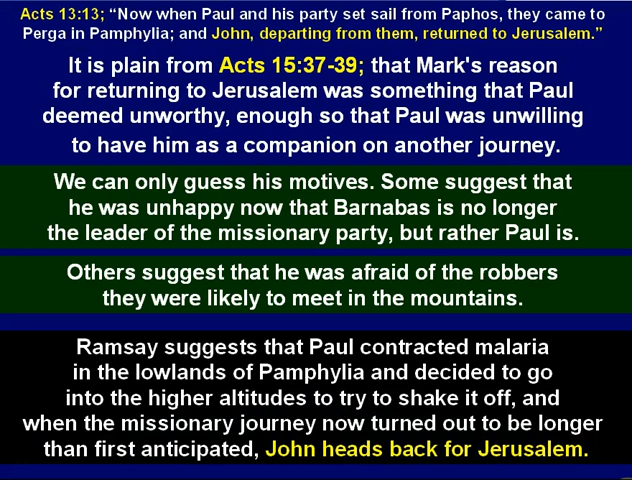 Acts 13:13; “Now when Paul and his party set sail from Paphos, they came to
Perga in Pamphylia; and John, departing from them, returned to Jerusalem.”
It is plain from Acts 15:37-39; that Mark's reason
for returning to Jerusalem was something that Paul
deemed unworthy, enough so that Paul was unwilling
to have him as a companion on another journey.
We can only guess his motives. Some suggest that
he was unhappy now that Barnabas is no longer
the leader of the missionary party, but rather Paul is.
Others suggest that he was afraid of the robbers
they were likely to meet in the mountains.
Ramsay suggests that Paul contracted malaria
in the lowlands of Pamphylia and decided to go
into the higher altitudes to try to shake it off, and
when the missionary journey now turned out to be longer
than first anticipated, John heads back for Jerusalem.